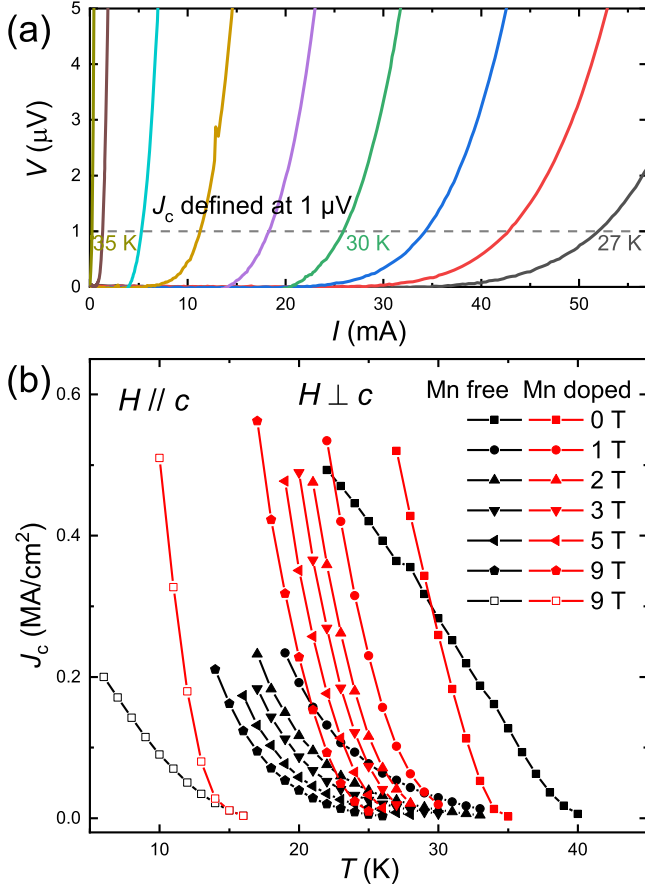 (a)
5
4
3
2
1
0
V (μV)
J_c defined at 1 μV
35 K
30 K
27 K
0 10 20 30 40 50
I (mA)
(b)
H // c
H ⊥ c
Mn free Mn doped
0 T
1 T
2 T
3 T
5 T
9 T
9 T
0.6
0.4
0.2
0.0
J_c (MA/cm²)
10 20 30 40
T (K)